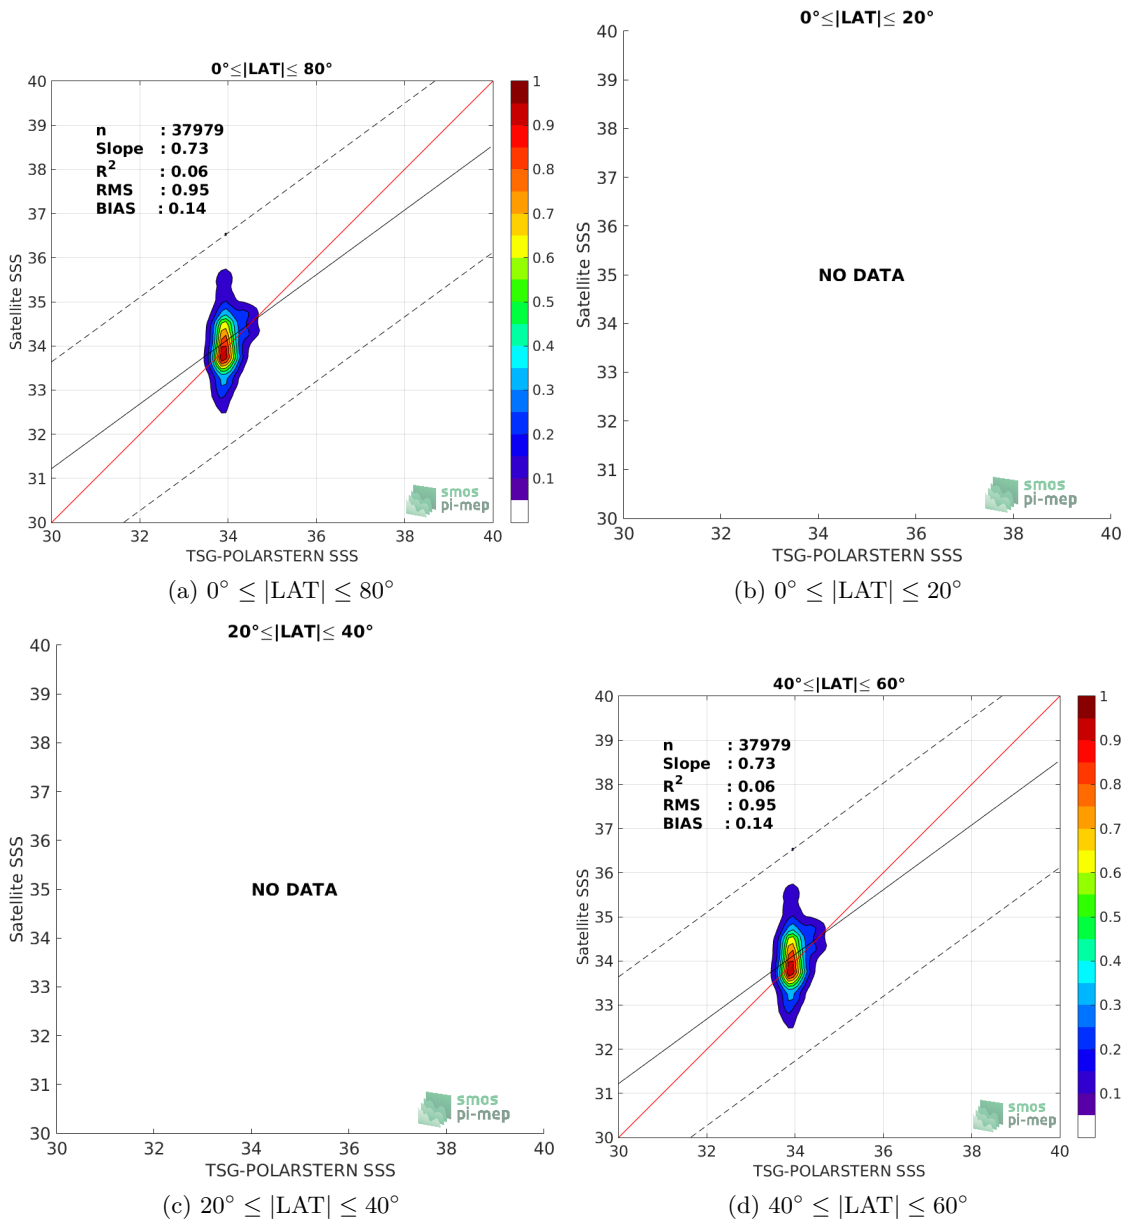 0°≤|LAT|≤ 80°
40
39
38
37
36
35
34
33
32
31
30
n : 37979
Slope : 0.73
R² : 0.06
RMS : 0.95
BIAS : 0.14
Satellite SSS
30 32 34 36 38 40
TSG-POLARSTERN SSS
1
0.9
0.8
0.7
0.6
0.5
0.4
0.3
0.2
0.1
smos
pi-mep
(a) 0° ≤ |LAT| ≤ 80°
0°≤|LAT|≤ 20°
40
39
38
37
36
35
34
33
32
31
30
NO DATA
Satellite SSS
30 32 34 36 38 40
TSG-POLARSTERN SSS
smos
pi-mep
(b) 0° ≤ |LAT| ≤ 20°
20°≤|LAT|≤ 40°
40
39
38
37
36
35
34
33
32
31
30
NO DATA
Satellite SSS
30 32 34 36 38 40
TSG-POLARSTERN SSS
smos
pi-mep
(c) 20° ≤ |LAT| ≤ 40°
40°≤|LAT|≤ 60°
40
39
38
37
36
35
34
33
32
31
30
n : 37979
Slope : 0.73
R² : 0.06
RMS : 0.95
BIAS : 0.14
Satellite SSS
30 32 34 36 38 40
TSG-POLARSTERN SSS
1
0.9
0.8
0.7
0.6
0.5
0.4
0.3
0.2
0.1
smos
pi-mep
(d) 40° ≤ |LAT| ≤ 60°